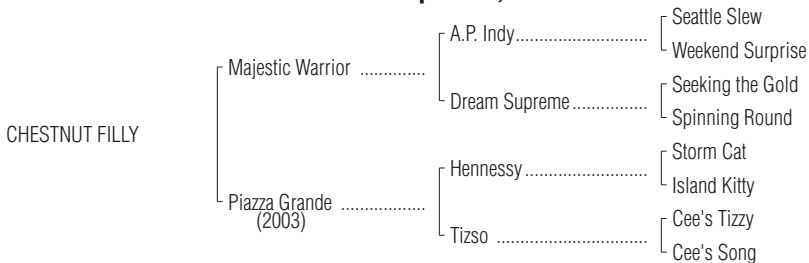 Seattle Slew
A.P. Indy..................................
Weekend Surprise
Majestic Warrior ..............
Seeking the Gold
Dream Supreme...................
Spinning Round
CHESTNUT FILLY
Storm Cat
Hennessy ...............................
Island Kitty
Piazza Grande ..................
(2003)
Cee's Tizzy
Tizso ......................................
Cee's Song